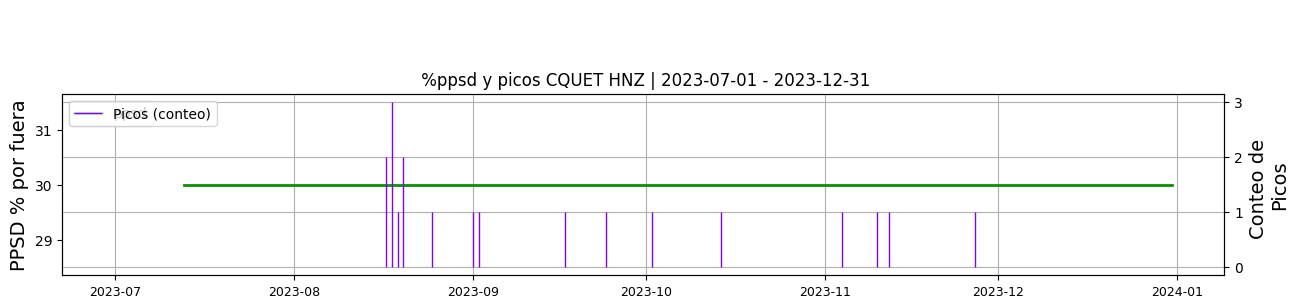 %ppsd y picos CQUET HNZ | 2023-07-01 - 2023-12-31
PPSD % por fuera
31
30
29
Picos (conteo)
3
2
1
0
Conteo de
Picos
2023-07
2023-08
2023-09
2023-10
2023-11
2023-12
2024-01